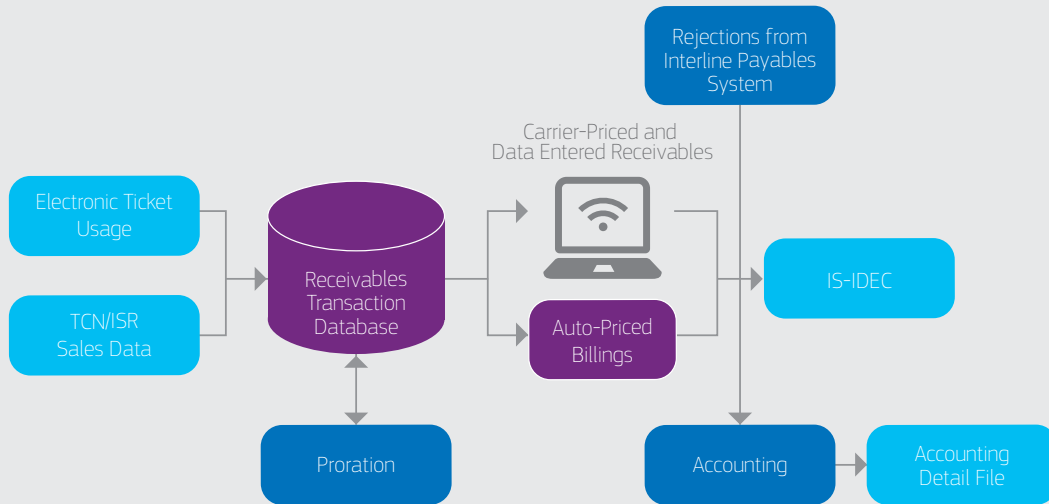 Rejections from
Interline Payables
System
Carrier-Priced and
Data Entered Receivables
Electronic Ticket
Usage
TCN/ISR
Sales Data
Receivables
Transaction
Database
Auto-Priced
Billings
IS-IDEC
Proration
Accounting
Accounting
Detail File